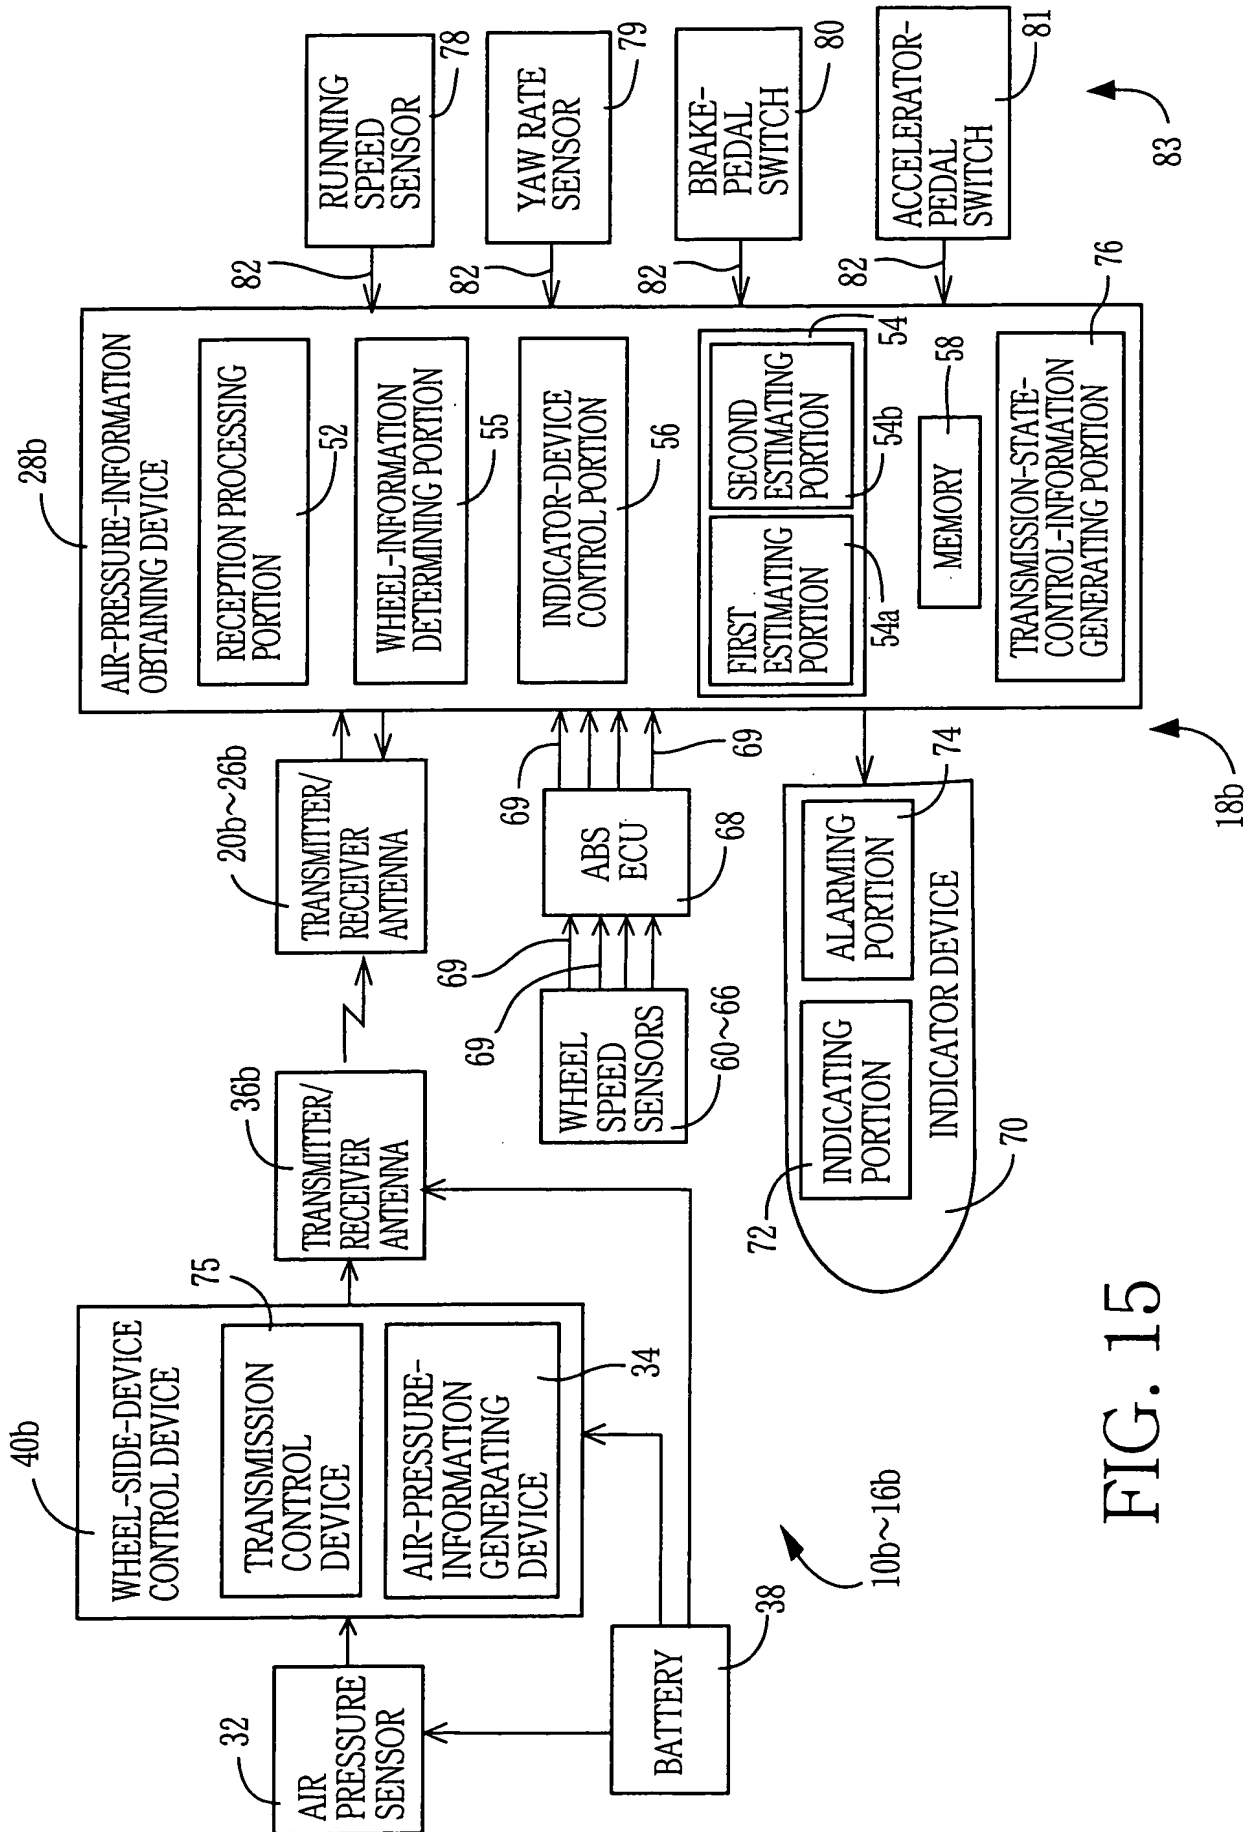 40b
WHEEL-SIDE-DEVICE
CONTROL DEVICE
75
TRANSMISSION
CONTROL
DEVICE
AIR-PRESSURE-
INFORMATION
GENERATING
DEVICE
34
32
AIR
PRESSURE
SENSOR
BATTERY
38
10b~16b
36b
TRANSMITTER/
RECEIVER
ANTENNA
20b~26b
TRANSMITTER/
RECEIVER
ANTENNA
WHEEL
SPEED
SENSORS
60~66
69
69
ABS
ECU
68
69
69
72
INDICATING
PORTION
ALARMING
PORTION
74
INDICATOR DEVICE
70
28b
AIR-PRESSURE-INFORMATION
OBTAINING DEVICE
RECEPTION PROCESSING
PORTION
52
WHEEL-INFORMATION
DETERMINING PORTION
55
INDICATOR-DEVICE
CONTROL PORTION
56
FIRST
ESTIMATING
PORTION
54a
SECOND
ESTIMATING
PORTION
54b
54
MEMORY
58
TRANSMISSION-STATE-
CONTROL-INFORMATION
GENERATING PORTION
76
18b
82
RUNNING
SPEED
SENSOR
78
82
YAW RATE
SENSOR
79
82
BRAKE-
PEDAL
SWITCH
80
82
ACCELERATOR-
PEDAL
SWITCH
81
83
FIG. 15